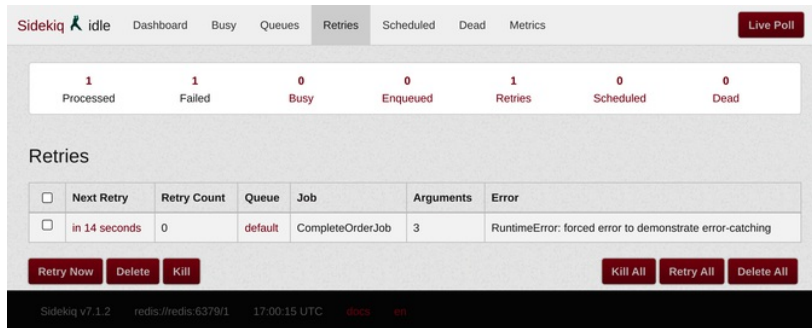 Sidekiq idle Dashboard Busy Queues Retries Scheduled Dead Metrics Live Poll
1 1 0 0 1 0 0
Processed Failed Busy Enqueued Retries Scheduled Dead
Retries
Next Retry Retry Count Queue Job Arguments Error
in 14 seconds 0 default CompleteOrderJob 3 RuntimeError: forced error to demonstrate error-catching
Retry Now Delete Kill Kill All Retry All Delete All
Sidekiq v7.1.2 redis://redis:6379/1 17:00:15 UTC docs en